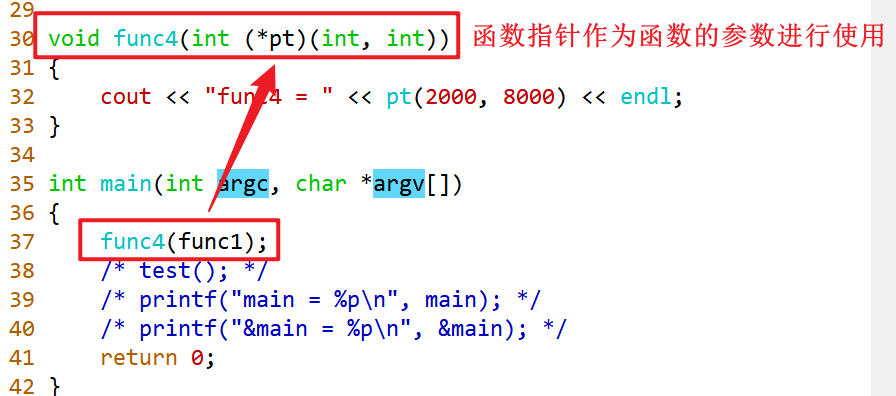 29
30 void func4(int (*pt)(int, int)) 函数指针作为函数的参数进行使用
31 {
32     cout << "func4 = " << pt(2000, 8000) << endl;
33 }
34
35 int main(int argc, char *argv[])
36 {
37     func4(func1);
38     /* test(); */
39     /* printf("main = %p\n", main); */
40     /* printf("&main = %p\n", &main); */
41     return 0;
42 }